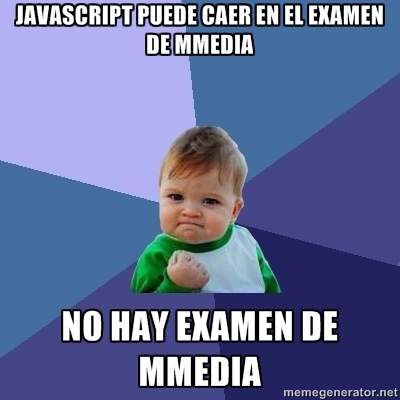 JAVASCRIPT PUEDE CAER EN EL EXAMEN
DE MMEDIA
NO HAY EXAMEN DE
MMEDIA
memegenerator.net